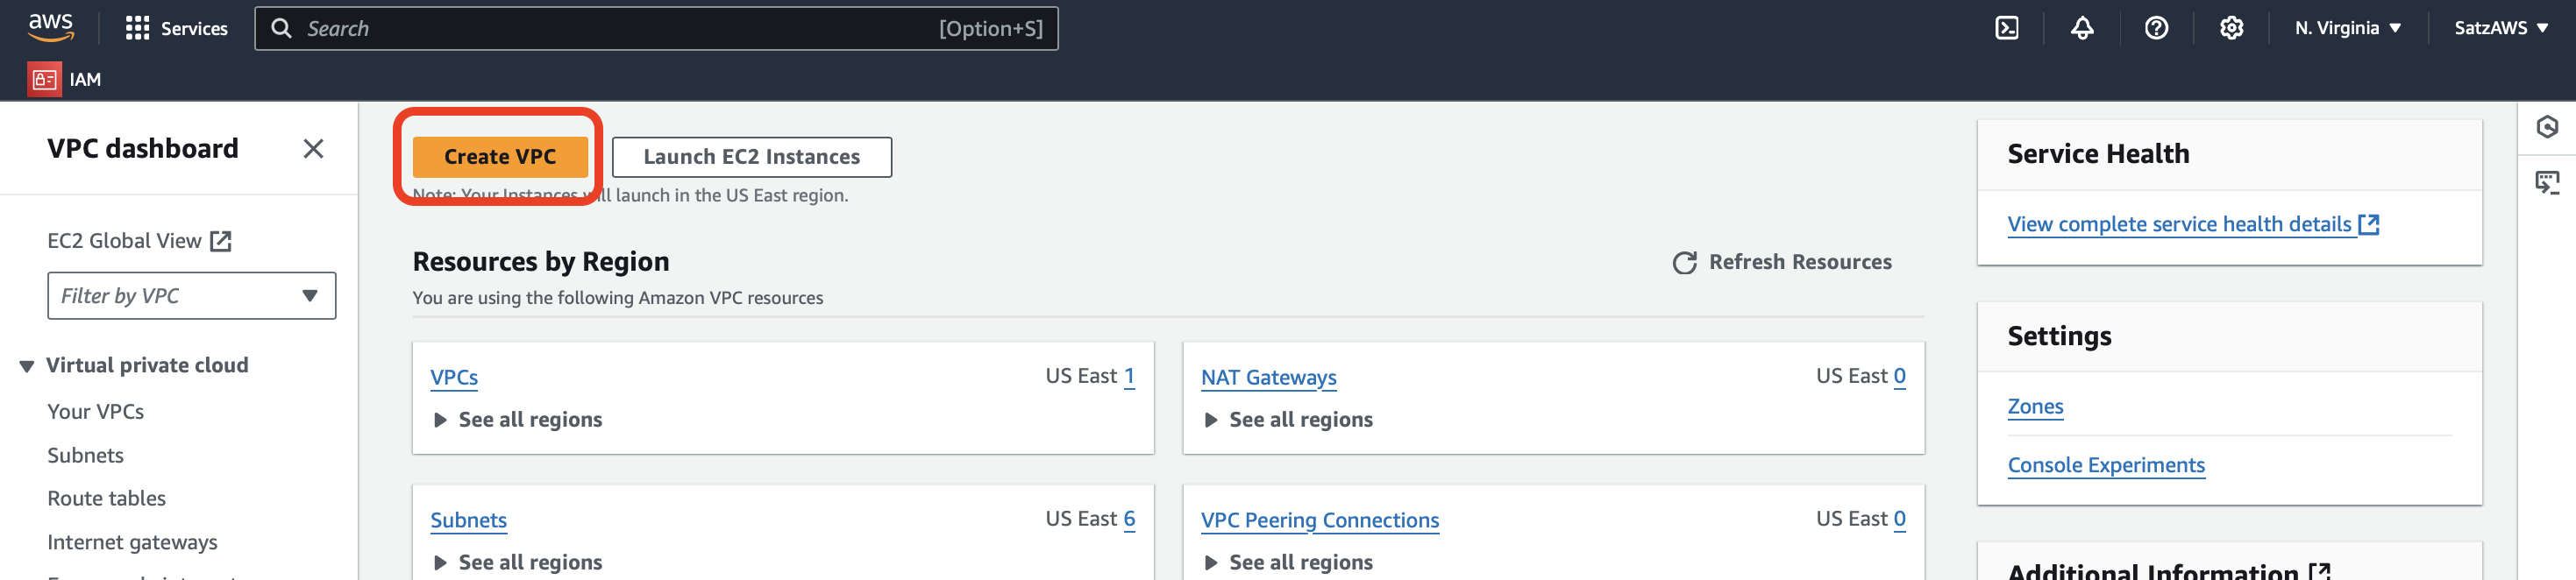 aws
Services
Search [Option+S]
N. Virginia
SatzAWS
IAM
VPC dashboard
EC2 Global View
Filter by VPC
Virtual private cloud
Your VPCs
Subnets
Route tables
Internet gateways
Create VPC
Launch EC2 Instances
Note: Your Instances will launch in the US East region.
Resources by Region
Refresh Resources
You are using the following Amazon VPC resources
VPCs
US East 1
See all regions
NAT Gateways
US East 0
See all regions
Subnets
US East 6
See all regions
VPC Peering Connections
US East 0
See all regions
Service Health
View complete service health details
Settings
Zones
Console Experiments
Additional Information